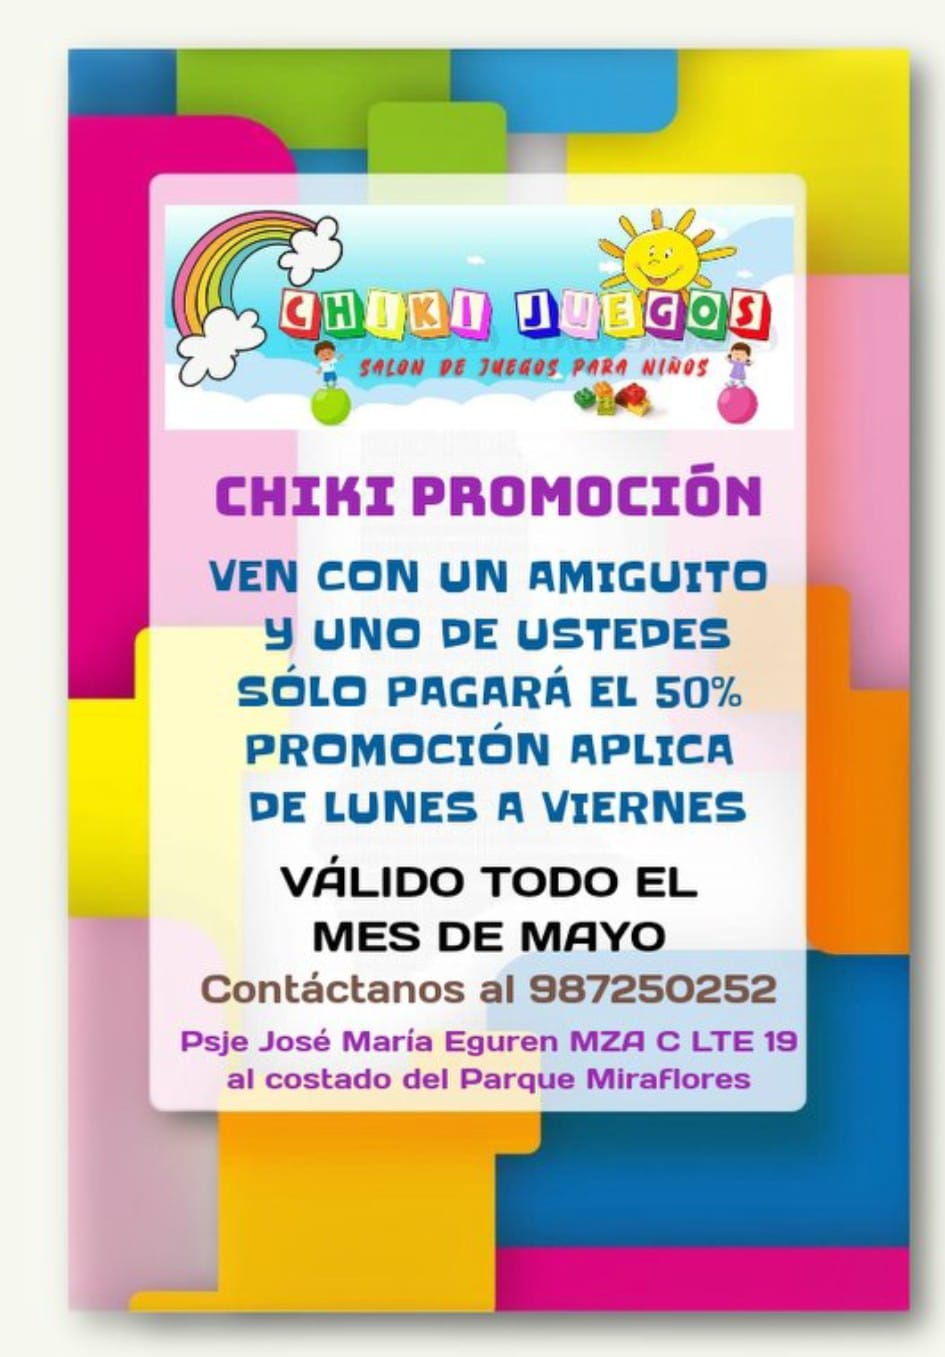 CHIKI JUEGOS
SALON DE JUEGOS PARA NIÑOS
CHIKI PROMOCIÓN
VEN CON UN AMIGUITO
Y UNO DE USTEDES
SÓLO PAGARÁ EL 50%
PROMOCIÓN APLICA
DE LUNES A VIERNES
VÁLIDO TODO EL
MES DE MAYO
Contáctanos al 987250252
Psje José María Eguren MZA C LTE 19
al costado del Parque Miraflores